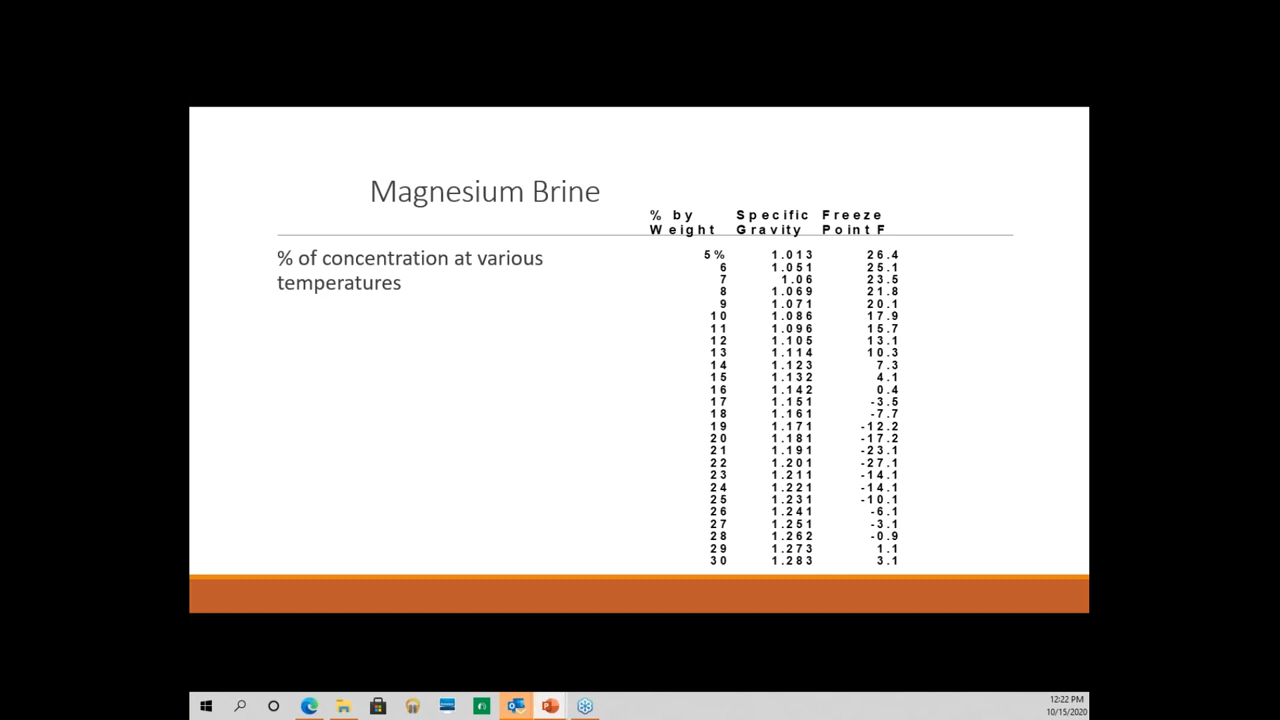 Magnesium Brine
% by Specific Freeze
Weight Gravity Point F
% of concentration at various
temperatures
5% 1.013 26.4
6 1.051 25.1
7 1.06 23.5
8 1.069 21.8
9 1.071 20.1
10 1.086 17.9
11 1.096 15.7
12 1.105 13.1
13 1.114 10.3
14 1.123 7.3
15 1.132 4.1
16 1.142 0.4
17 1.151 -3.5
18 1.161 -7.7
19 1.171 -12.2
20 1.181 -17.2
21 1.191 -23.1
22 1.201 -27.1
23 1.211 -14.1
24 1.221 -14.1
25 1.231 -10.1
26 1.241 -6.1
27 1.251 -3.1
28 1.262 -0.9
29 1.273 1.1
30 1.283 3.1
12:22 PM
10/15/2020